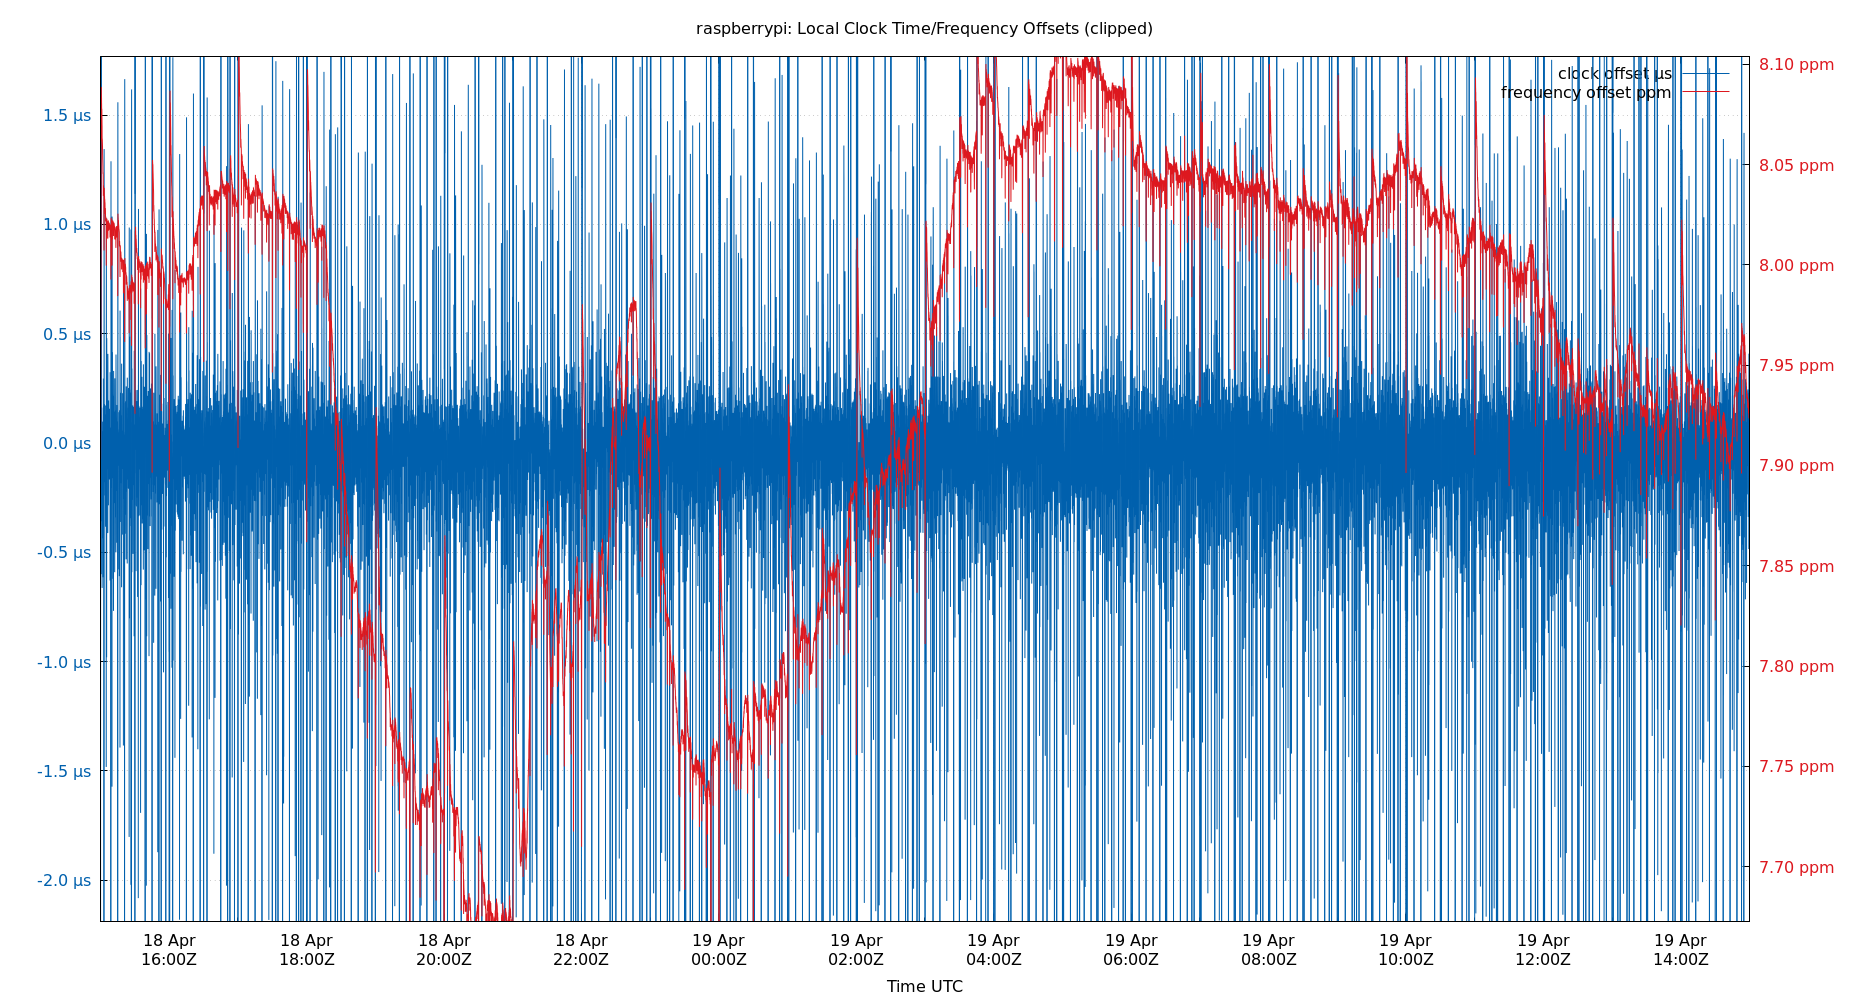 raspberrypi: Local Clock Time/Frequency Offsets (clipped)
clock offset µs
frequency offset ppm
1.5 µs
1.0 µs
0.5 µs
0.0 µs
-0.5 µs
-1.0 µs
-1.5 µs
-2.0 µs
8.10 ppm
8.05 ppm
8.00 ppm
7.95 ppm
7.90 ppm
7.85 ppm
7.80 ppm
7.75 ppm
7.70 ppm
18 Apr
16:00Z
18 Apr
18:00Z
18 Apr
20:00Z
18 Apr
22:00Z
19 Apr
00:00Z
19 Apr
02:00Z
19 Apr
04:00Z
19 Apr
06:00Z
19 Apr
08:00Z
19 Apr
10:00Z
19 Apr
12:00Z
19 Apr
14:00Z
Time UTC